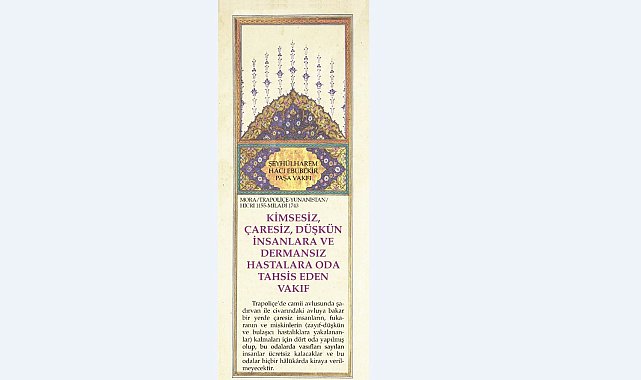 ŞEYHÜLHAREM
HACI EBUBEKİR
PAŞA VAKFI
MORA/TRAPOLİÇE-YUNANİSTAN/
HİCRİ 1155-MİLADİ 1743
KİMSESİZ,
ÇARESİZ, DÜŞKÜN
İNSANLARA VE
DERMANSIZ
HASTALARA ODA
TAHSİS EDEN
VAKIF
Trapoliçe'de camii avlusunda şa-
dırvan ile civarındaki avluya bakar
bir yerde çaresiz insanların, fuka-
ranın ve miskinlerin (zayıf-düşkün
ve bulaşıcı hastalıklara yakalanan-
lar) kalmaları için dört oda yapılmış
olup, bu odalarda vasıfları sayılan
insanlar ücretsiz kalacaklar ve bu
odalar hiçbir hâlükârda kiraya veril-
meyecektir.